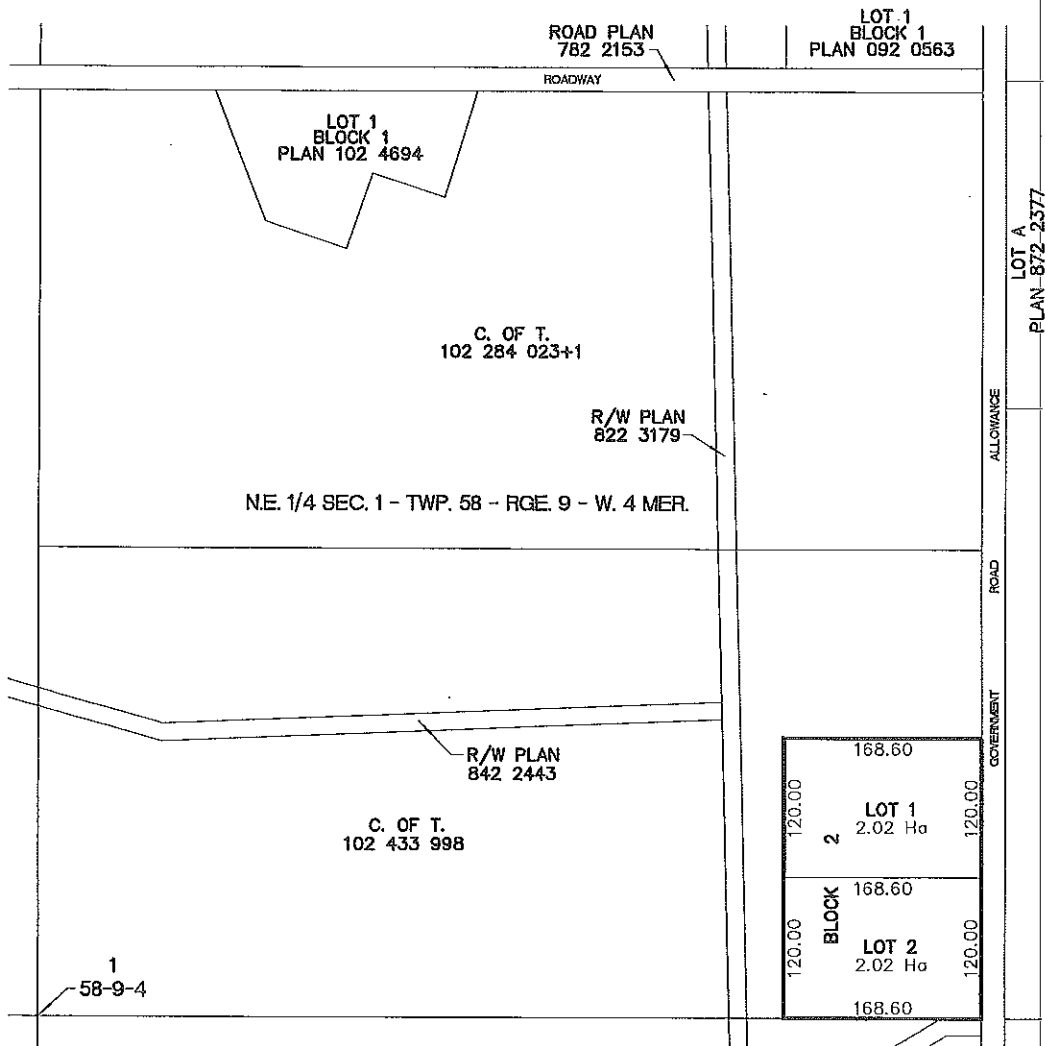 LOT 1
BLOCK 1
PLAN 092 0563
ROAD PLAN
782 2153
ROADWAY
LOT 1
BLOCK 1
PLAN 102 4694
LOT A
PLAN 872 2377
C. OF T.
102 284 023+1
R/W PLAN
822 3179
N.E. 1/4 SEC. 1 - TWP. 58 - RGE. 9 - W. 4 MER.
GOVERNMENT ROAD ALLOWANCE
R/W PLAN
842 2443
C. OF T.
102 433 998
168.60
120.00
LOT 1
2.02 Ha
120.00
BLOCK 2
168.60
120.00
LOT 2
2.02 Ha
120.00
168.60
1
58-9-4